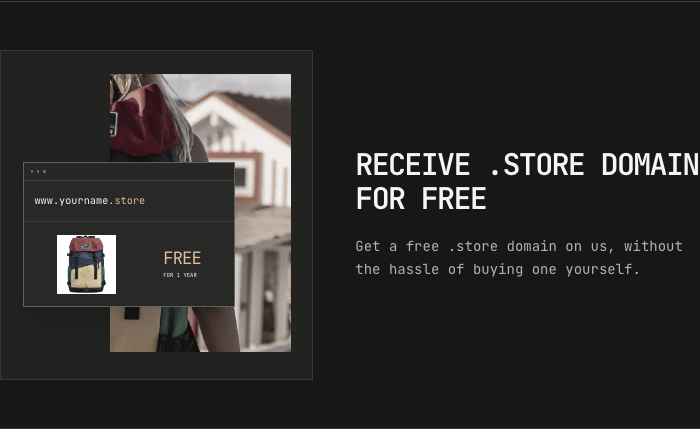 www.yourname.store
FREE
FOR 1 YEAR
RECEIVE .STORE DOMAIN
FOR FREE
Get a free .store domain on us, without
the hassle of buying one yourself.